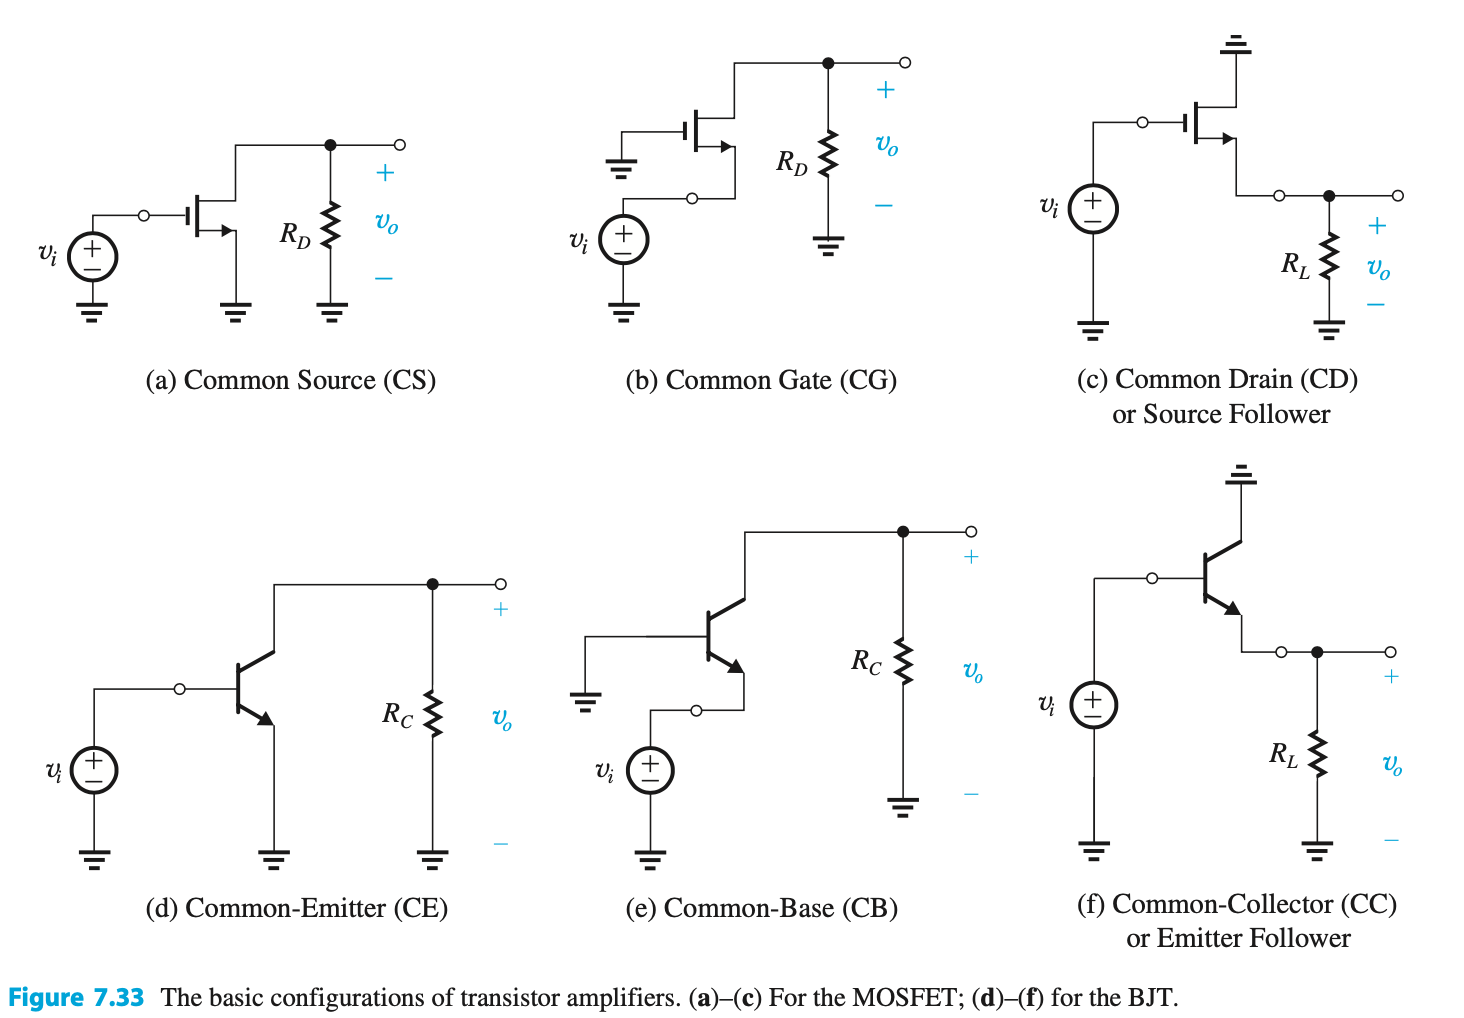 +
−
v_i
R_D
+
v_o
−
(a) Common Source (CS)
+
−
v_i
R_D
+
v_o
−
(b) Common Gate (CG)
+
−
v_i
R_L
+
v_o
−
(c) Common Drain (CD)
or Source Follower
+
−
v_i
R_C
+
v_o
−
(d) Common-Emitter (CE)
+
−
v_i
R_C
+
v_o
−
(e) Common-Base (CB)
+
−
v_i
R_L
+
v_o
−
(f) Common-Collector (CC)
or Emitter Follower
Figure 7.33 The basic configurations of transistor amplifiers. (a)–(c) For the MOSFET; (d)–(f) for the BJT.